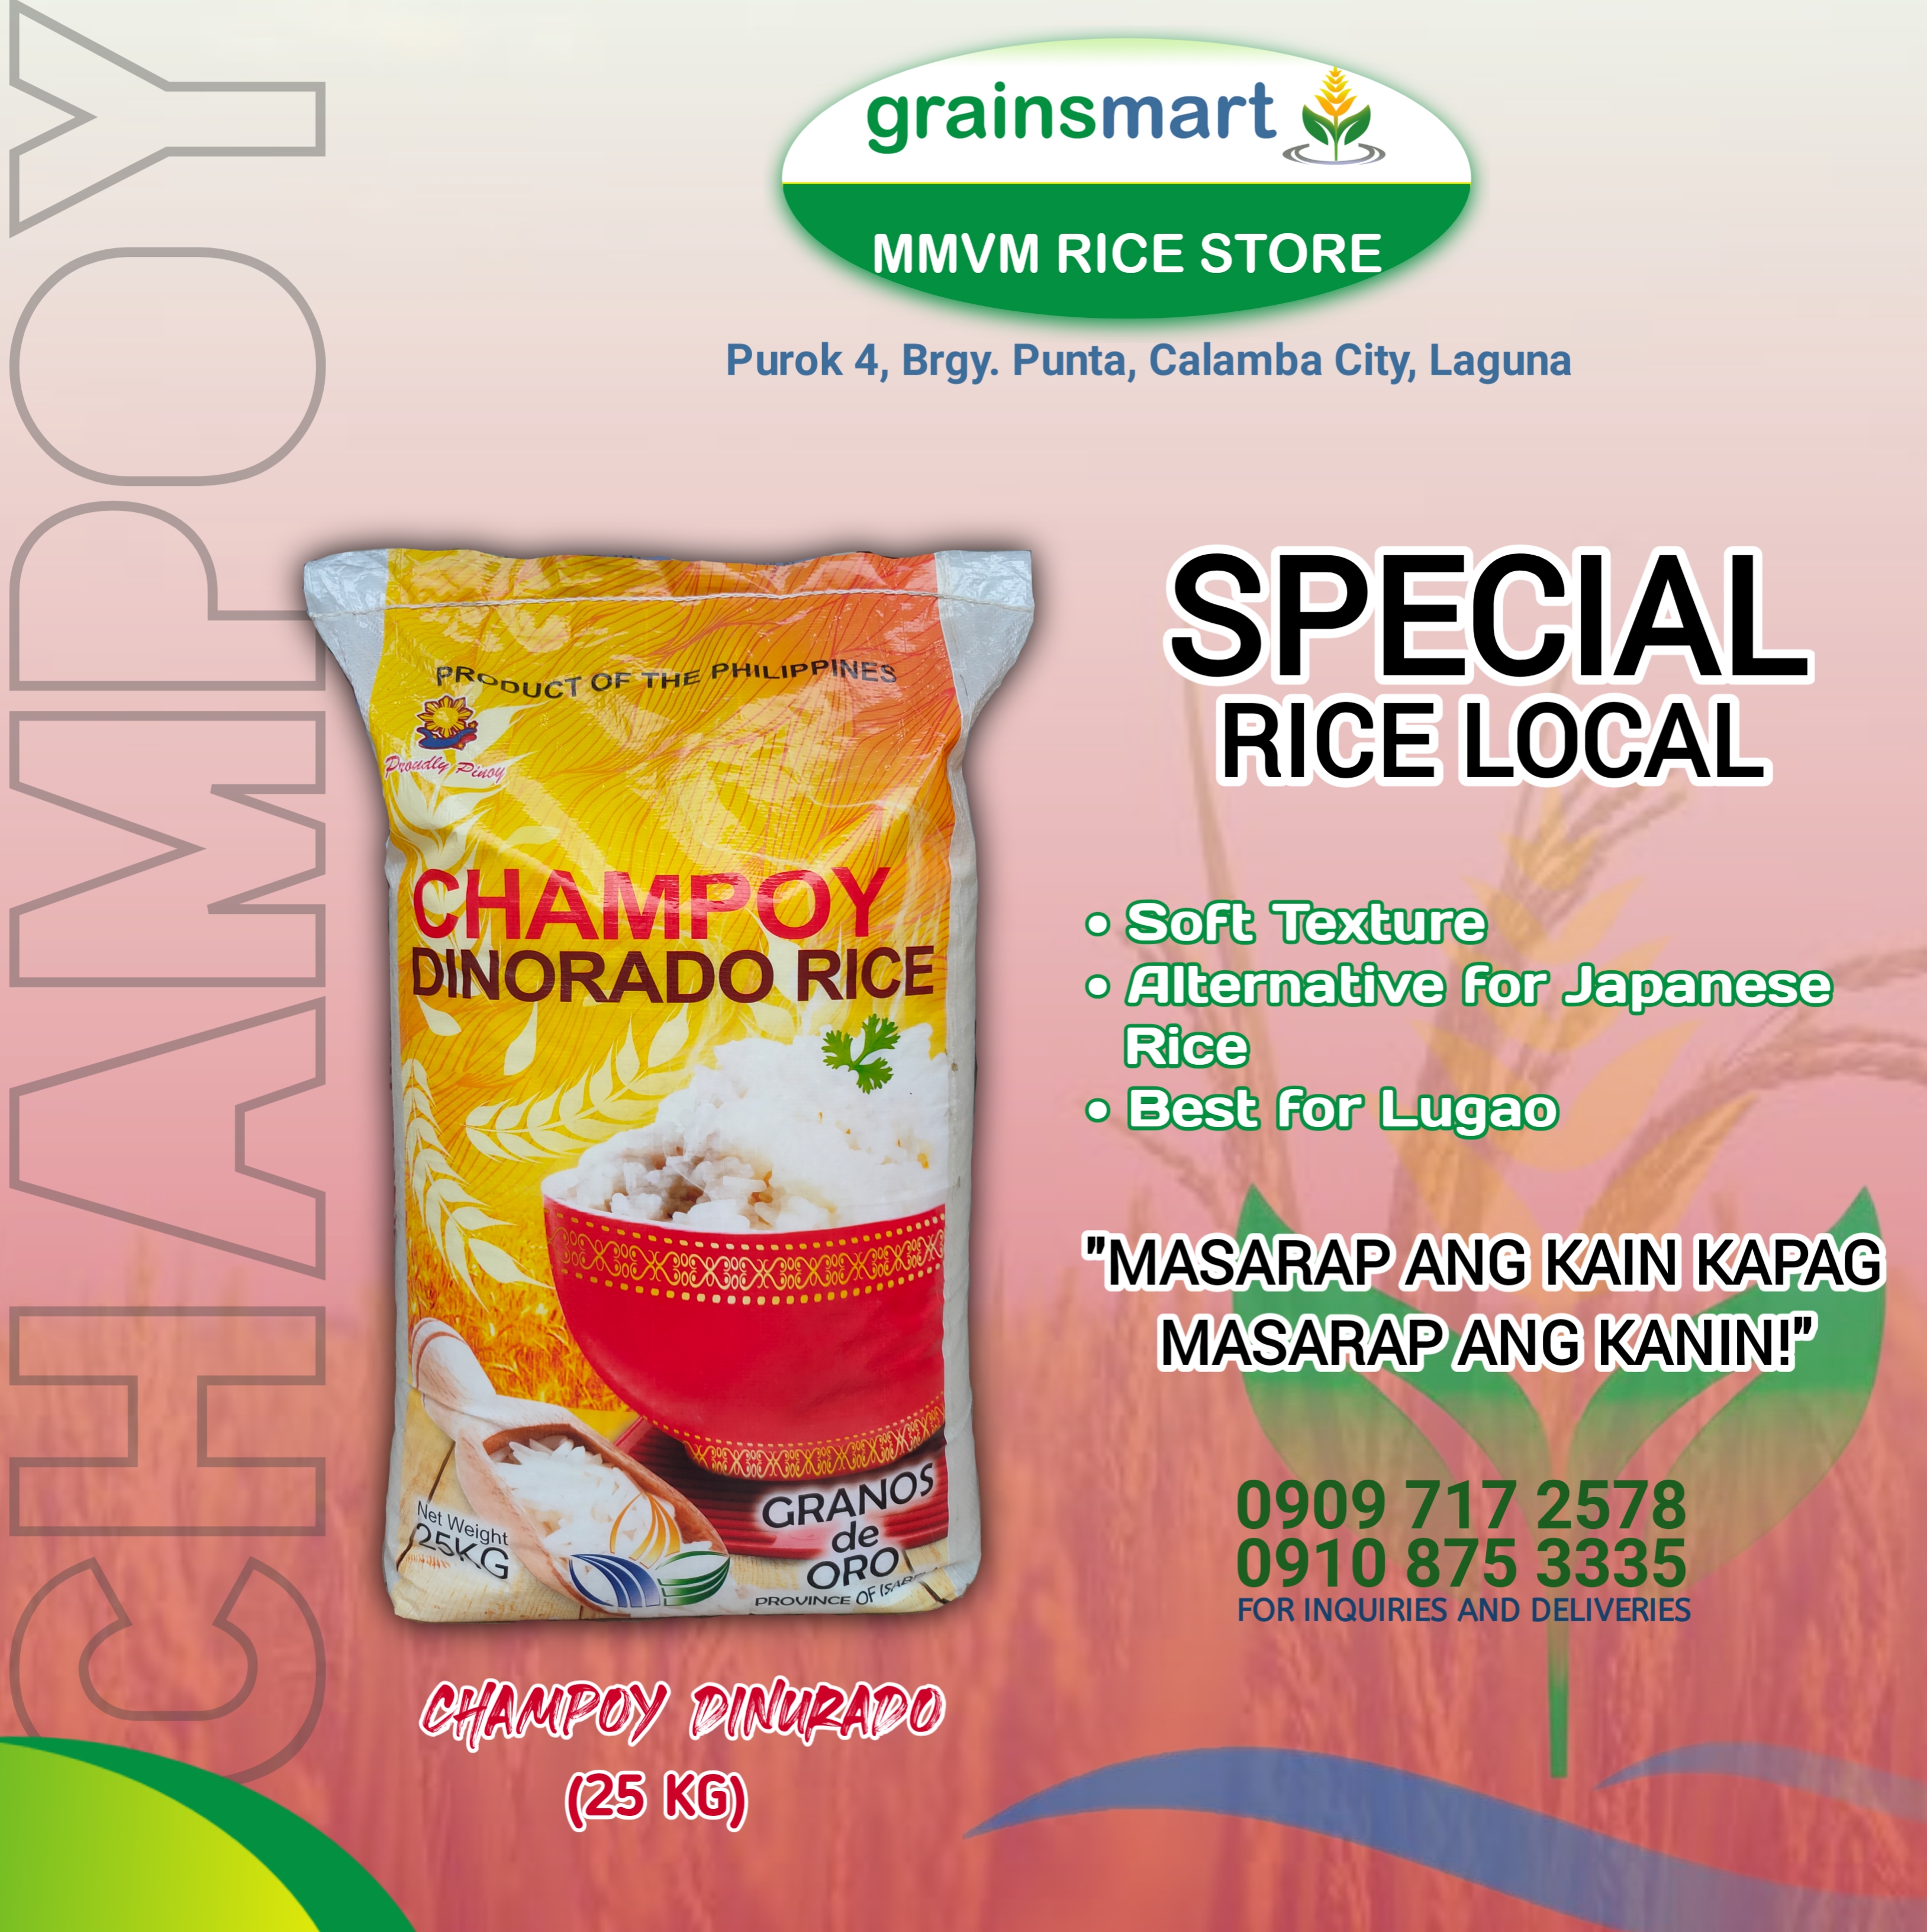 CHAMPOY
grainsmart
MMVM RICE STORE
Purok 4, Brgy. Punta, Calamba City, Laguna
PRODUCT OF THE PHILIPPINES
Proudly Pinoy
CHAMPOY
DINORADO RICE
Net Weight
25KG
GRANOS
de
ORO
PROVINCE OF
CHAMPOY DINURADO
(25 KG)
SPECIAL
RICE LOCAL
• Soft Texture
• Alternative for Japanese
Rice
• Best for Lugao
"MASARAP ANG KAIN KAPAG
MASARAP ANG KANIN!"
0909 717 2578
0910 875 3335
FOR INQUIRIES AND DELIVERIES